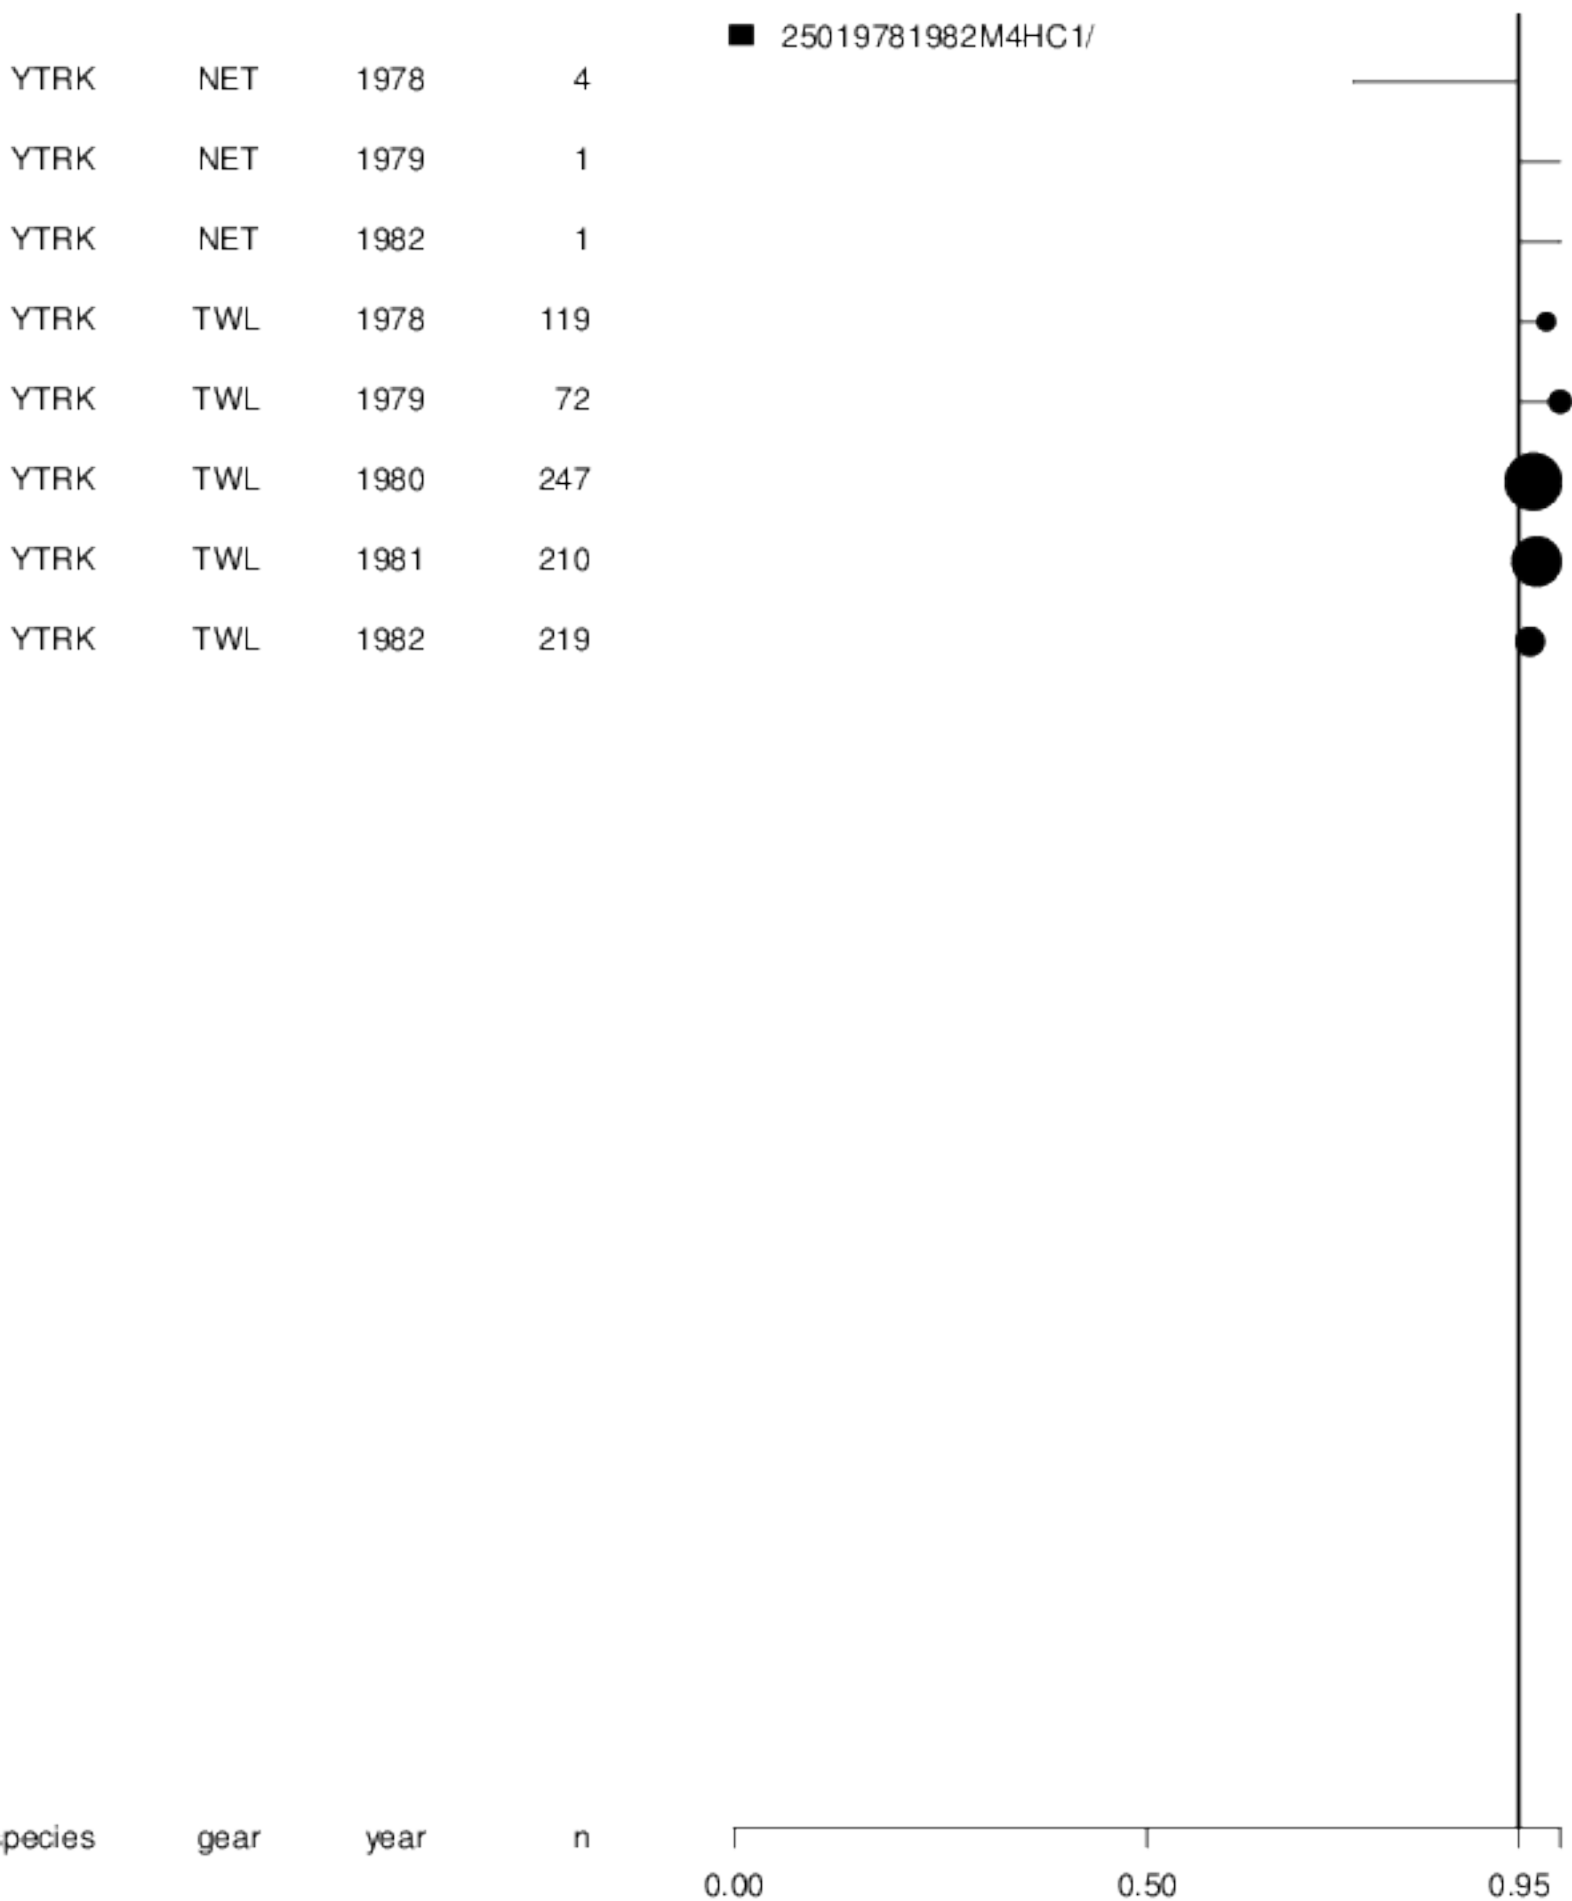 25019781982M4HC1/
YTRK NET 1978 4
YTRK NET 1979 1
YTRK NET 1982 1
YTRK TWL 1978 119
YTRK TWL 1979 72
YTRK TWL 1980 247
YTRK TWL 1981 210
YTRK TWL 1982 219
pecies gear year n
0.00 0.50 0.95